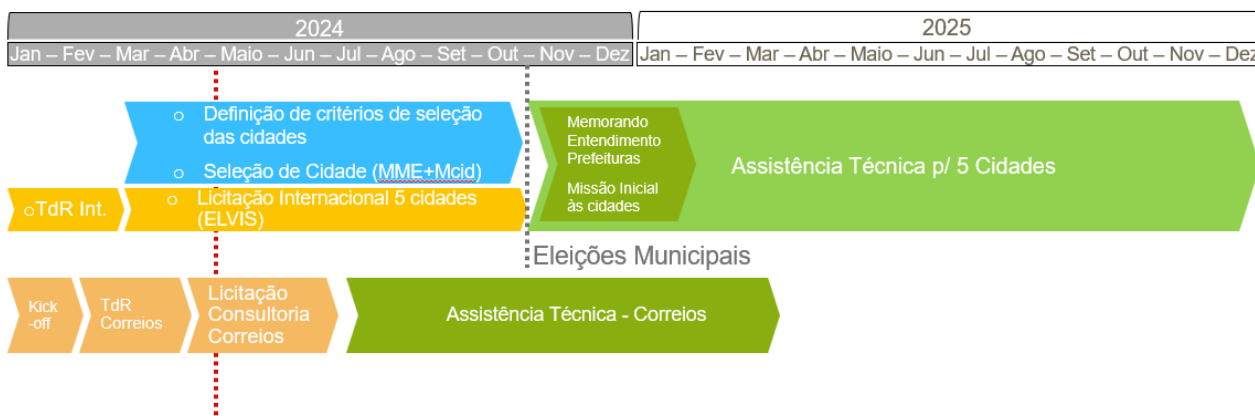 2024
2025
Jan – Fev – Mar – Abr – Maio – Jun – Jul – Ago – Set – Out – Nov – Dez
Jan – Fev – Mar – Abr – Maio – Jun – Jul – Ago – Set – Out – Nov – Dez
o Definição de critérios de seleção
das cidades
o Seleção de Cidade (MME+Mcid)
Memorando
Entendimento
Prefeituras
Missão Inicial
às cidades
Assistência Técnica p/ 5 Cidades
o TdR Int.
o Licitação Internacional 5 cidades
(ELVIS)
Eleições Municipais
Kick
-off
TdR
Correios
Licitação
Consultoria
Correios
Assistência Técnica - Correios